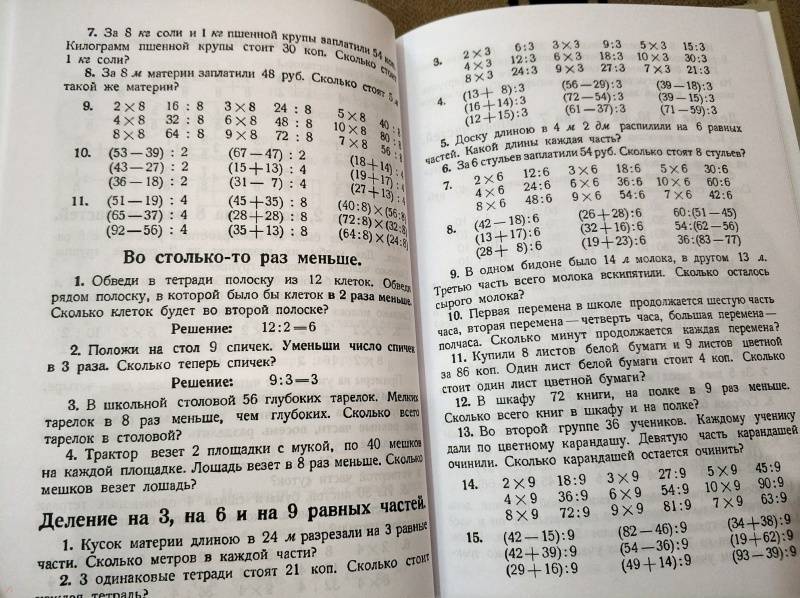 7. За 8 кг соли и 1 кг пшенной крупы заплатили 54 коп.
Килограмм пшенной крупы стоит 30 коп. Сколько стоит
1 кг соли?
8. За 8 м материи заплатили 48 руб. Сколько стоят 5 м
такой же материи?
9. 2×8 16 : 8 3×8 24 : 8 5×8 40 : 8
4×8 32 : 8 6×8 48 : 8 10×8 80 : 8
8×8 64 : 8 9×8 72 : 8 7×8 56 : 8
10. (53—39) : 2 (67—47) : 2 (18+14) : 4
(43—27) : 2 (15+13) : 4 (19+17) : 4
(36—18) : 2 (31— 7) : 4 (27+13) : 4
11. (51—19) : 4 (45+35) : 8 (40:8)×(56:8)
(65—37) : 4 (28+28) : 8 (72:8)×(32:8)
(92—56) : 4 (35+13) : 8 (64:8)×(24:8)
Во столько-то раз меньше.
1. Обведи в тетради полоску из 12 клеток. Обведи
рядом полоску, в которой было бы клеток в 2 раза меньше.
Сколько клеток будет во второй полоске?
Решение: 12:2=6
2. Положи на стол 9 спичек. Уменьши число спичек
в 3 раза. Сколько теперь спичек?
Решение: 9:3=3
3. В школьной столовой 56 глубоких тарелок. Мелких
тарелок в 8 раз меньше, чем глубоких. Сколько всего
тарелок в столовой?
4. Трактор везет 2 площадки с мукой, по 40 мешков
на каждой площадке. Лошадь везет в 8 раз меньше. Сколько
мешков везет лошадь?
Деление на 3, на 6 и на 9 равных частей.
1. Кусок материи длиною в 24 м разрезали на 3 равные
части. Сколько метров в каждой части?
2. 3 одинаковые тетради стоят 21 коп. Сколько стоит
тетрадь?
3. 2×3 6:3 3×3 9:3 5×3 15:3
4×3 12:3 6×3 18:3 10×3 30:3
8×3 24:3 9×3 27:3 7×3 21:3
4. (13+ 8):3 (56—29):3 (39—18):3
(16+14):3 (72—54):3 (39—15):3
(12+15):3 (61—37):3 (71—59):3
5. Доску длиною в 4 м 2 дм распилили на 6 равных
частей. Какой длины каждая часть?
6. За 6 стульев заплатили 54 руб. Сколько стоят 8 стульев?
7. 2×6 12:6 3×6 18:6 5×6 30:6
4×6 24:6 6×6 36:6 10×6 60:6
8×6 48:6 9×6 54:6 7×6 42:6
8. (42—18):6 (26+28):6 60:(51—45)
(13+17):6 (32+16):6 54:(62—56)
(28+ 8):6 (19+23):6 36:(83—77)
9. В одном бидоне было 14 л молока, в другом 13 л.
Третью часть всего молока вскипятили. Сколько осталось
сырого молока?
10. Первая перемена в школе продолжается шестую часть
часа, вторая перемена — четверть часа, большая перемена —
полчаса. Сколько минут продолжается каждая перемена?
11. Купили 8 листов белой бумаги и 9 листов цветной
за 86 коп. Один лист белой бумаги стоит 4 коп. Сколько
стоит один лист цветной бумаги?
12. В шкафу 72 книги, на полке в 9 раз меньше.
Сколько всего книг в шкафу и на полке?
13. Во второй группе 36 учеников. Каждому ученику
дали по цветному карандашу. Девятую часть карандашей
очинили. Сколько карандашей остается очинить?
14. 2×9 18:9 3×9 27:9 5×9 45:9
4×9 36:9 6×9 54:9 10×9 90:9
8×9 72:9 9×9 81:9 7×9 63:9
15. (42—15):9 (82—46):9 (34+38):9
(42+39):9 (54—36):9 (19+62):9
(29+16):9 (49+14):9 (93—39):9